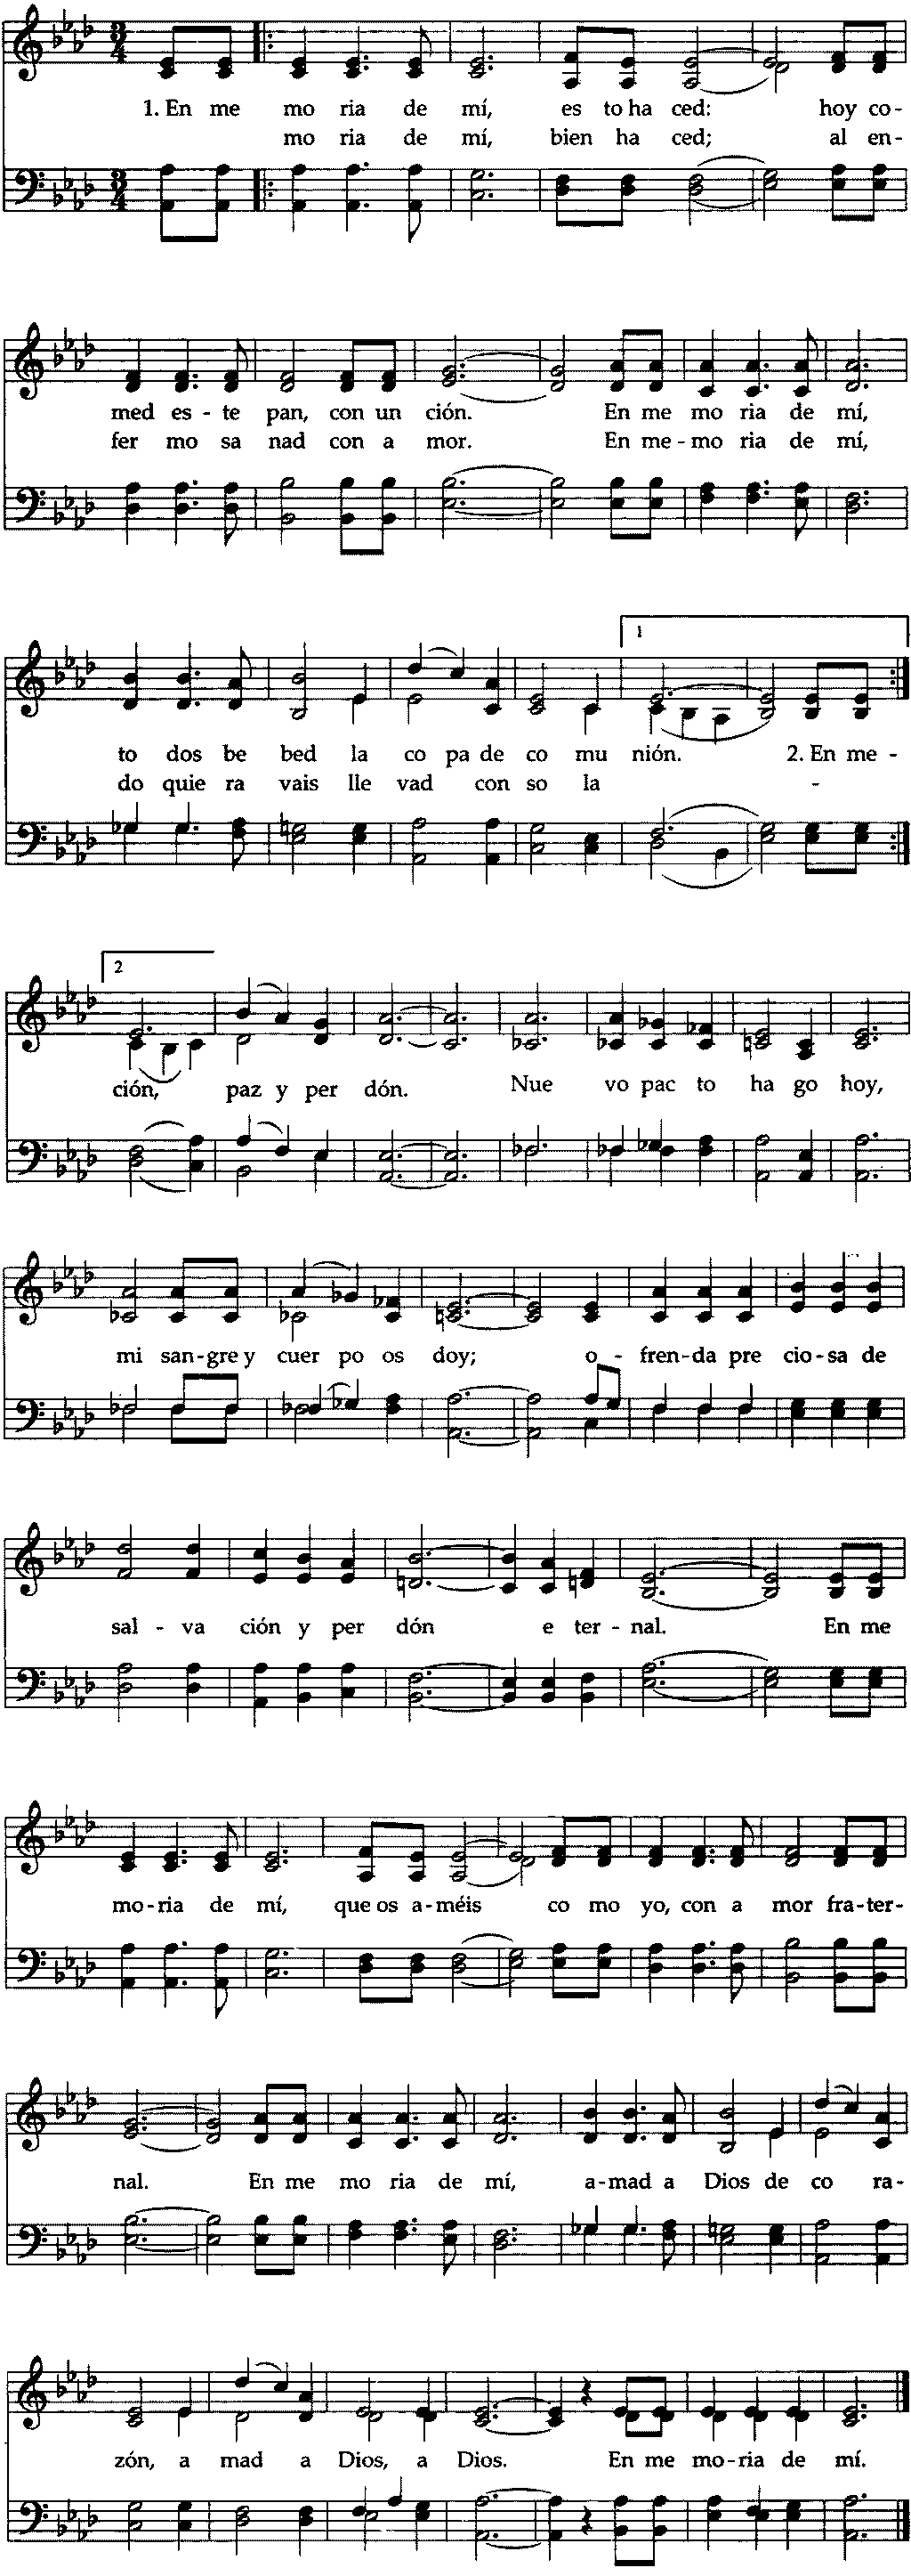 1. En me mo ria de mí, es to ha ced: hoy co-
mo ria de mí, bien ha ced; al en-
med es - te pan, con un ción. En me mo ria de mí,
fer mo sa nad con a mor. En me - mo ria de mí,
1
to dos be bed la co pa de co mu nión. 2. En me-
do quie ra vais lle vad con so la - -
2
ción, paz y per dón. Nue vo pac to ha go hoy,
mi san-gre y cuer po os doy; o - fren-da pre cio-sa de
sal - va ción y per dón e ter- nal. En me
mo-ria de mí, que os a-méis co mo yo, con a mor fra-ter-
nal. En me mo ria de mí, a-mad a Dios de co ra-
zón, a mad a Dios, a Dios. En me mo-ria de mí.